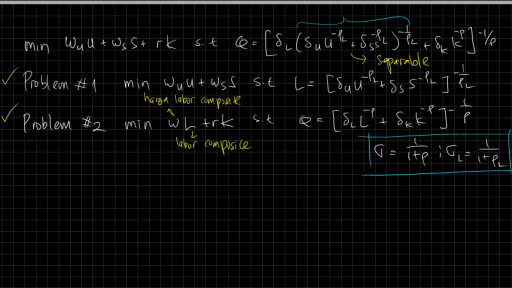 min w_u u + w_s s + rk s.t Q = [δ_L (δ_u u^{-ρ_L} + δ_s s^{-ρ_L})^{-1/ρ_L} + δ_k k^{-ρ}]^{-1/ρ}
separable
✓ Problem #1 min w_u u + w_s s s.t L = [δ_u u^{-ρ_L} + δ_s s^{-ρ_L}]^{-1/ρ_L}
harga labor composite
✓ Problem #2 min w L + rk s.t Q = [δ_L L^{-ρ} + δ_k k^{-ρ}]^{-1/ρ}
labor composice
σ = 1/(1+ρ) ; σ_L = 1/(1+ρ_L)